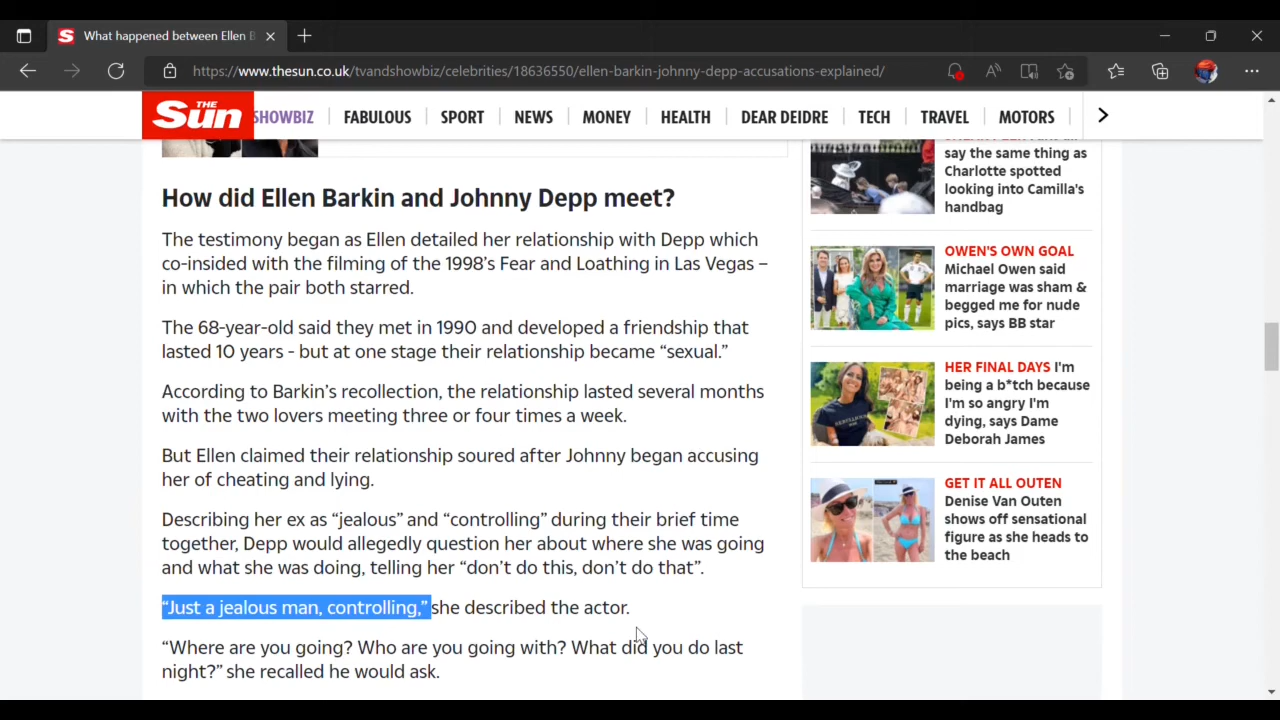 What happened between Ellen B
https://www.thesun.co.uk/tvandshowbiz/celebrities/18636550/ellen-barkin-johnny-depp-accusations-explained/
THE Sun
SHOWBIZ
FABULOUS
SPORT
NEWS
MONEY
HEALTH
DEAR DEIDRE
TECH
TRAVEL
MOTORS
How did Ellen Barkin and Johnny Depp meet?
The testimony began as Ellen detailed her relationship with Depp which
co-insided with the filming of the 1998’s Fear and Loathing in Las Vegas –
in which the pair both starred.
The 68-year-old said they met in 1990 and developed a friendship that
lasted 10 years - but at one stage their relationship became “sexual.”
According to Barkin’s recollection, the relationship lasted several months
with the two lovers meeting three or four times a week.
But Ellen claimed their relationship soured after Johnny began accusing
her of cheating and lying.
Describing her ex as “jealous” and “controlling” during their brief time
together, Depp would allegedly question her about where she was going
and what she was doing, telling her “don’t do this, don’t do that”.
“Just a jealous man, controlling,” she described the actor.
“Where are you going? Who are you going with? What did you do last
night?” she recalled he would ask.
say the same thing as
Charlotte spotted
looking into Camilla's
handbag
OWEN'S OWN GOAL
Michael Owen said
marriage was sham &
begged me for nude
pics, says BB star
HER FINAL DAYS I'm
being a b*tch because
I'm so angry I'm
dying, says Dame
Deborah James
GET IT ALL OUTEN
Denise Van Outen
shows off sensational
figure as she heads to
the beach